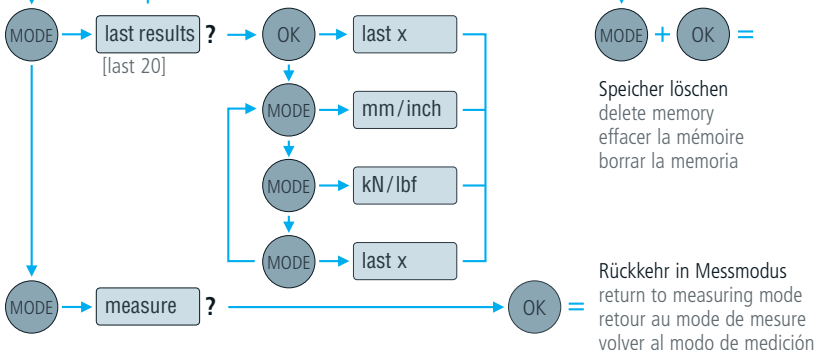 MODE last results ? OK last x MODE + OK =
[last 20]
MODE mm/inch
MODE kN/lbf
MODE last x
Speicher löschen
delete memory
effacer la mémoire
borrar la memoria
MODE measure ? OK =
Rückkehr in Messmodus
return to measuring mode
retour au mode de mesure
volver al modo de medición